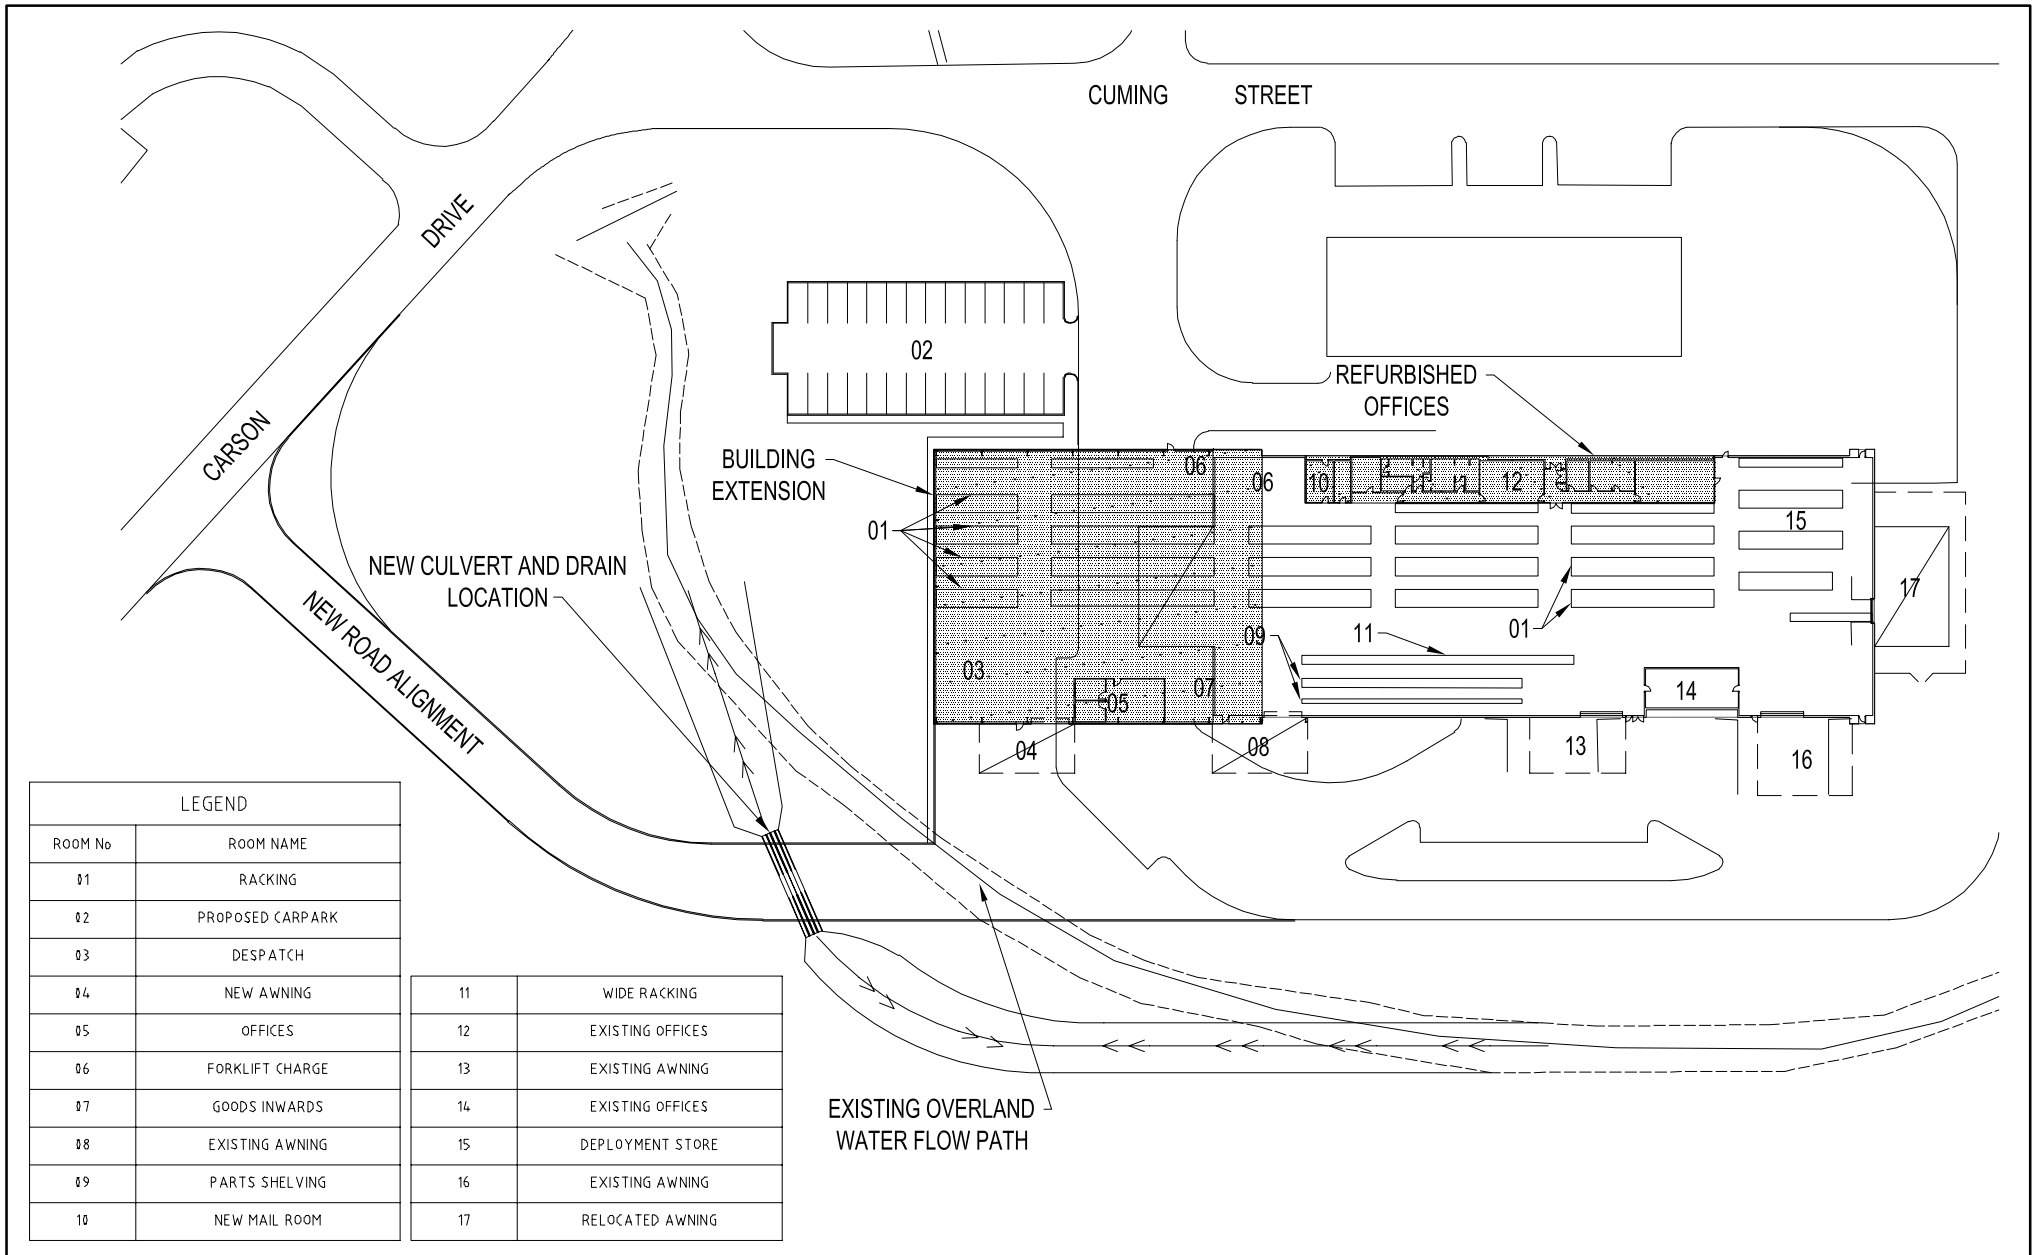 CUMING STREET
DRIVE
CARSON
02
REFURBISHED
OFFICES
BUILDING
EXTENSION
06
06
10
12
15
01
NEW CULVERT AND DRAIN
LOCATION
17
NEW ROAD ALIGNMENT
09
11
01
03
05
07
14
04
08
13
16
EXISTING OVERLAND
WATER FLOW PATH
LEGEND
ROOM No ROOM NAME
01 RACKING
02 PROPOSED CARPARK
03 DESPATCH
04 NEW AWNING
05 OFFICES
06 FORKLIFT CHARGE
07 GOODS INWARDS
08 EXISTING AWNING
09 PARTS SHELVING
10 NEW MAIL ROOM
11 WIDE RACKING
12 EXISTING OFFICES
13 EXISTING AWNING
14 EXISTING OFFICES
15 DEPLOYMENT STORE
16 EXISTING AWNING
17 RELOCATED AWNING